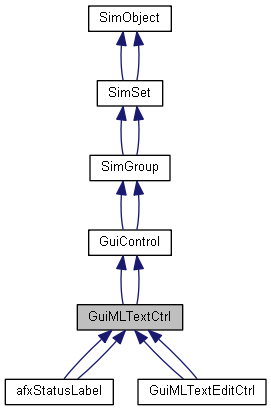 SimObject
SimSet
SimGroup
GuiControl
GuiMLTextCtrl
afxStatusLabel
GuiMLTextEditCtrl